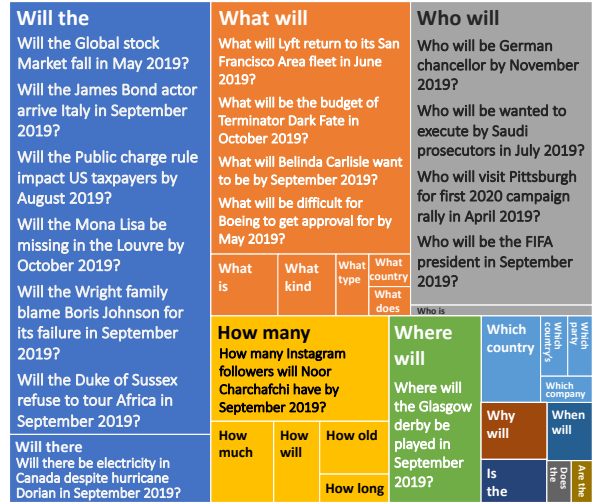 Will the
Will the Global stock
Market fall in May 2019?
Will the James Bond actor
arrive Italy in September
2019?
Will the Public charge rule
impact US taxpayers by
August 2019?
Will the Mona Lisa be
missing in the Louvre by
October 2019?
Will the Wright family
blame Boris Johnson for
its failure in September
2019?
Will the Duke of Sussex
refuse to tour Africa in
September 2019?
Will there
Will there be electricity in
Canada despite hurricane
Dorian in September 2019?
What will
What will Lyft return to its San
Francisco Area fleet in June
2019?
What will be the budget of
Terminator Dark Fate in
October 2019?
What will Belinda Carlisle want
to be by September 2019?
What will be difficult for
Boeing to get approval for by
May 2019?
What
is
What
kind
What
type
What
country
What
does
Who will
Who will be German
chancellor by November
2019?
Who will be wanted to
execute by Saudi
prosecutors in July 2019?
Who will visit Pittsburgh
for first 2020 campaign
rally in April 2019?
Who will be the FIFA
president in September
2019?
Who is
How many
How many Instagram
followers will Noor
Charchafchi have by
September 2019?
How
much
How
will
How old
How long
Where
will
Where will
the Glasgow
derby be
played in
September
2019?
Which
country
Which
country's
Which
party
Which
company
Why
will
When
will
Is
the
Does
the
Are the